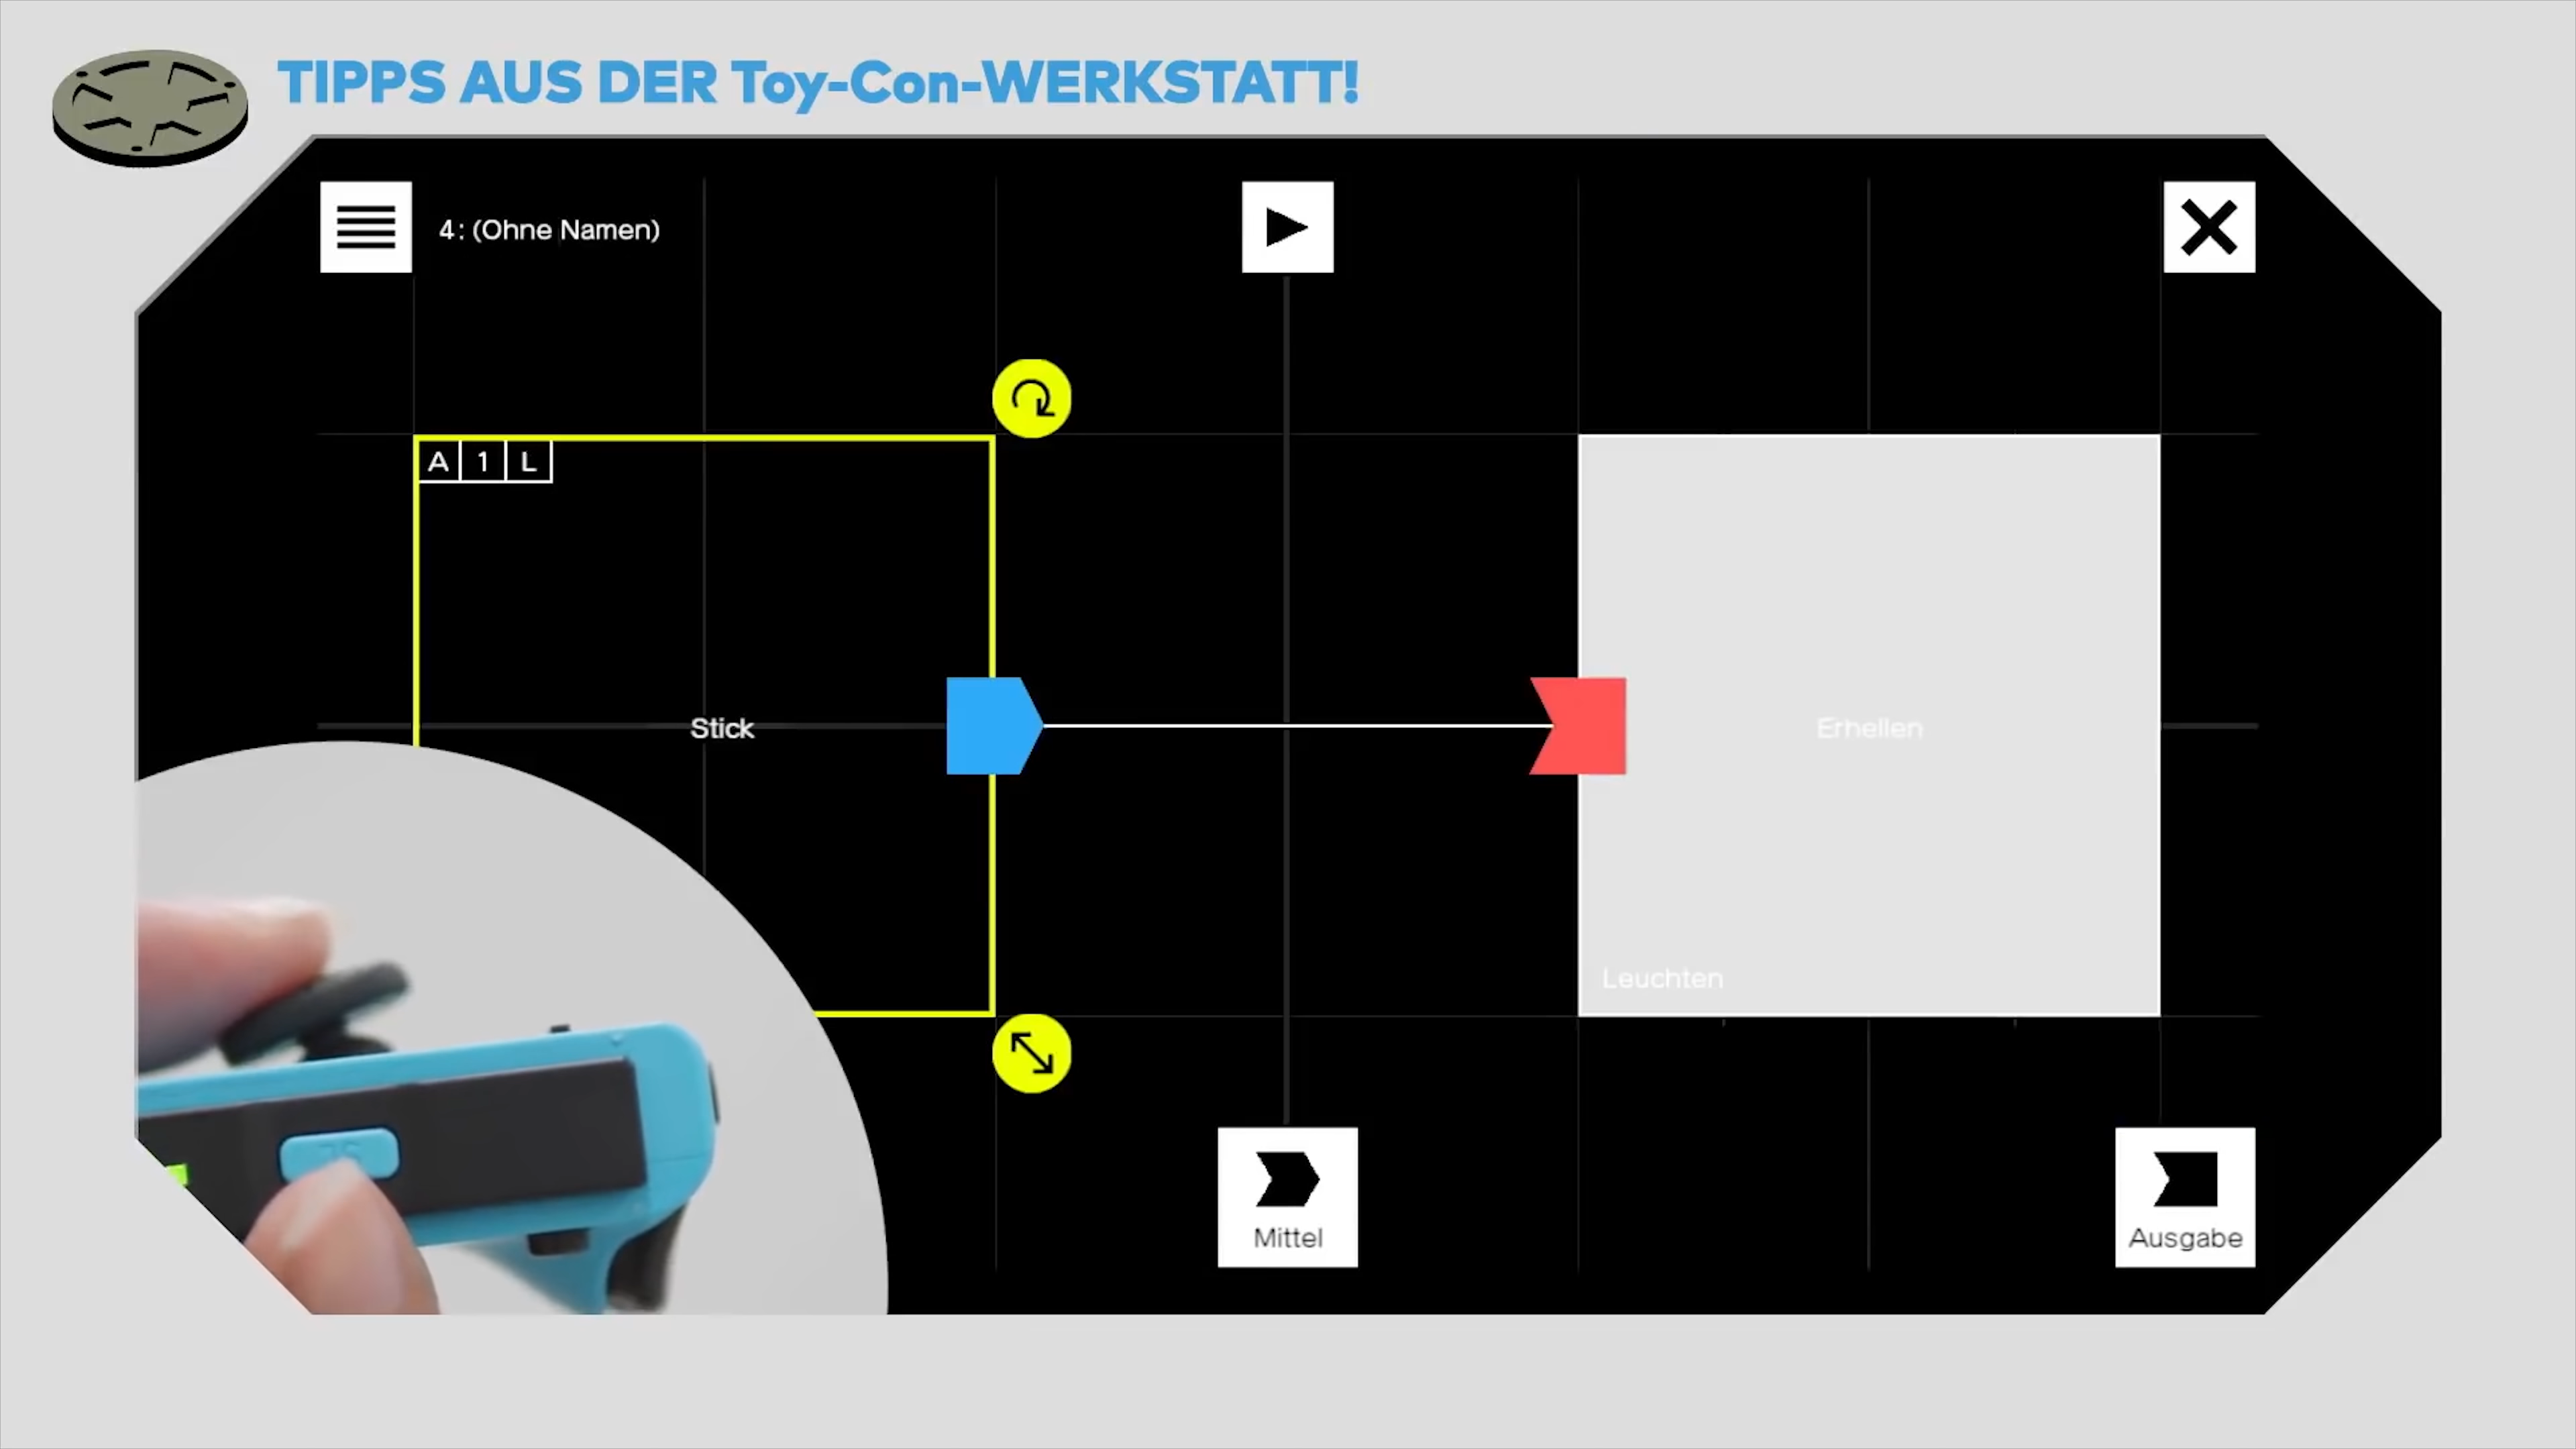 TIPPS AUS DER Toy-Con-WERKSTATT!
4: (Ohne Namen)
A 1 L
Stick
Erhellen
Leuchten
Mittel
Ausgabe